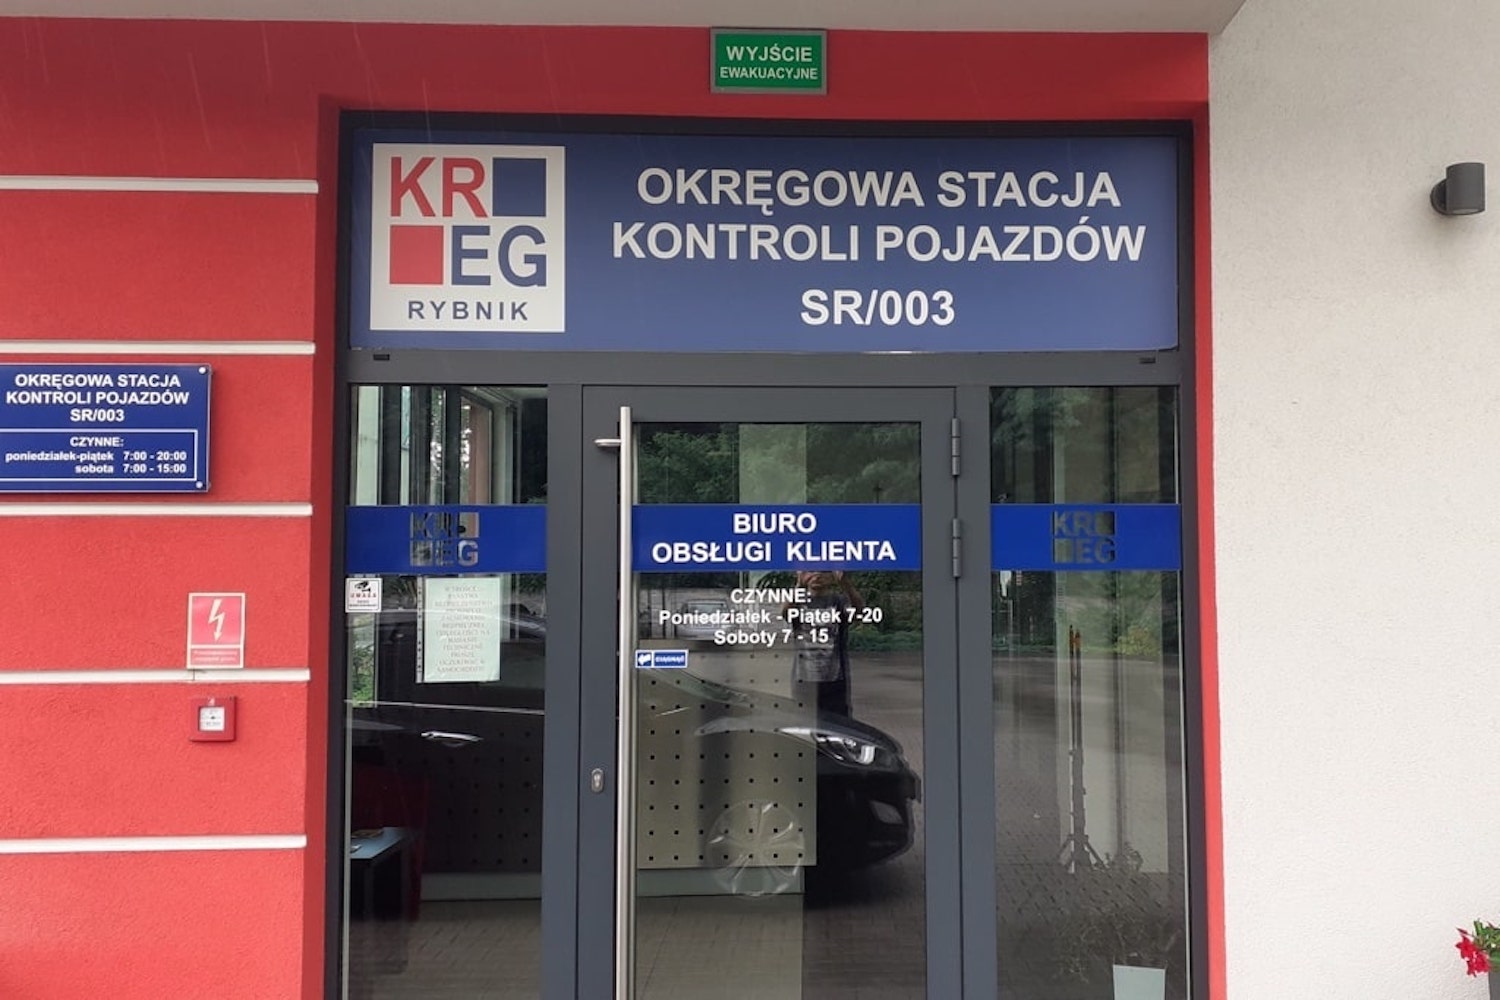 WYJŚCIE
EWAKUACYJNE
KR
EG
RYBNIK
OKRĘGOWA STACJA
KONTROLI POJAZDÓW
SR/003
OKRĘGOWA STACJA
KONTROLI POJAZDÓW
SR/003
CZYNNE:
poniedziałek-piątek 7:00 - 20:00
sobota 7:00 - 15:00
KR
EG
BIURO
OBSŁUGI KLIENTA
KR
EG
CZYNNE:
Poniedziałek - Piątek 7-20
Soboty 7 - 15
UWAGA
CIĄGNĄĆ